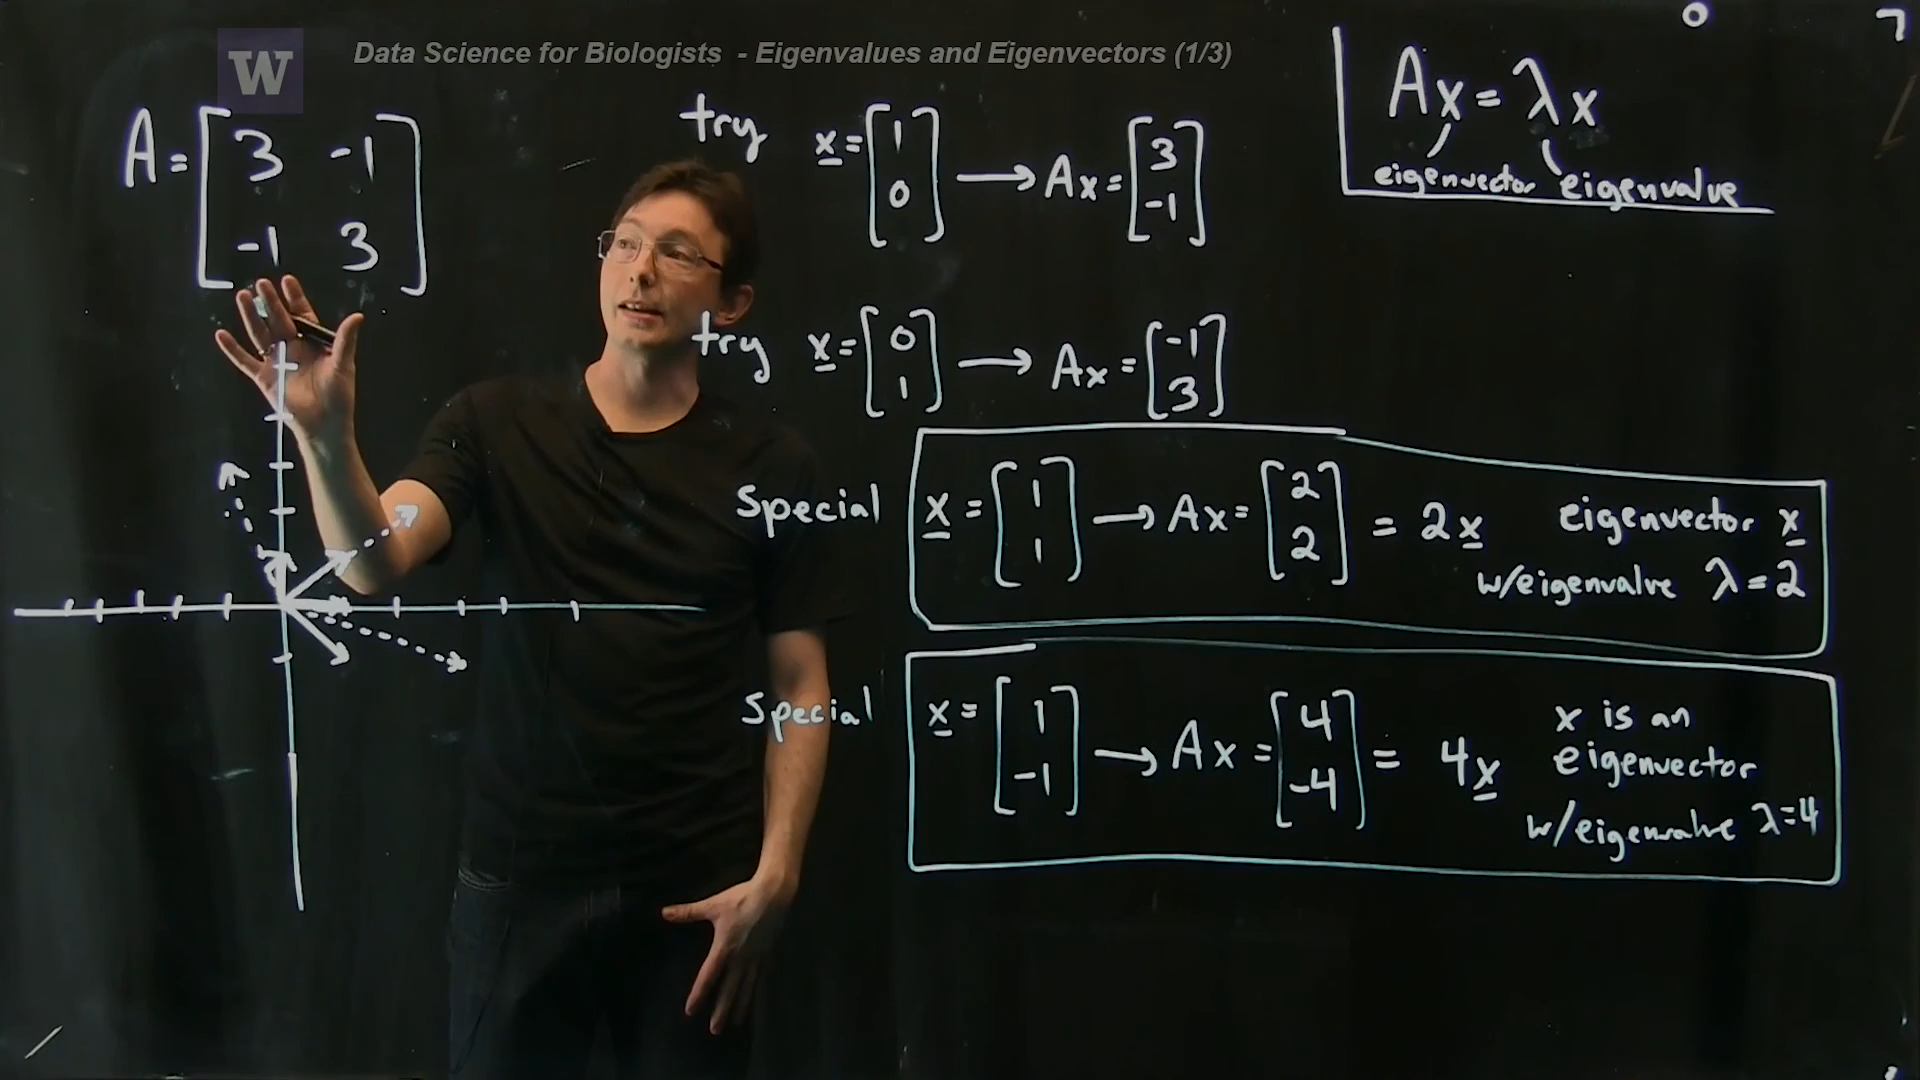 W
Data Science for Biologists - Eigenvalues and Eigenvectors (1/3)
0 7
A = [3 -1
-1 3]
try x = [1 0] → Ax = [3 -1]
Ax = λx
eigenvector eigenvalue
try x = [0 1] → Ax = [-1 3]
Special x = [1 1] → Ax = [2 2] = 2x eigenvector x
w/eigenvalue λ = 2
Special x = [1 -1] → Ax = [4 -4] = 4x x is an
eigenvector
w/eigenvalue λ=4